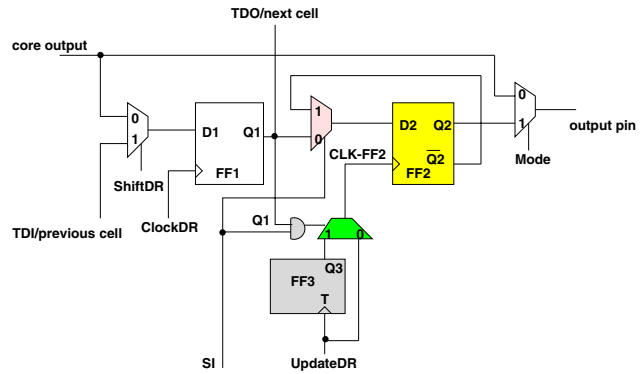 TDO/next cell
core output
0
1
D1
Q1
FF1
ShiftDR
ClockDR
TDI/previous cell
1
0
D2
Q2
Q2
FF2
CLK-FF2
0
1
Mode
output pin
Q1
1
0
Q3
FF3
T
SI
UpdateDR